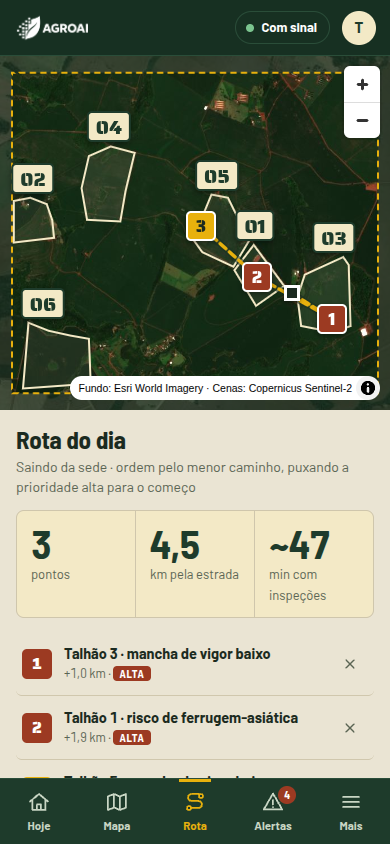 AGROAI
Com sinal
T
+
−
04
02
05
3
01
03
2
06
1
Fundo: Esri World Imagery · Cenas: Copernicus Sentinel-2
Rota do dia
Saindo da sede · ordem pelo menor caminho, puxando a
prioridade alta para o começo
3
pontos
4,5
km pela estrada
~47
min com
inspeções
1
Talhão 3 · mancha de vigor baixo
+1,0 km · ALTA
2
Talhão 1 · risco de ferrugem-asiática
+1,9 km · ALTA
4
Hoje
Mapa
Rota
Alertas
Mais